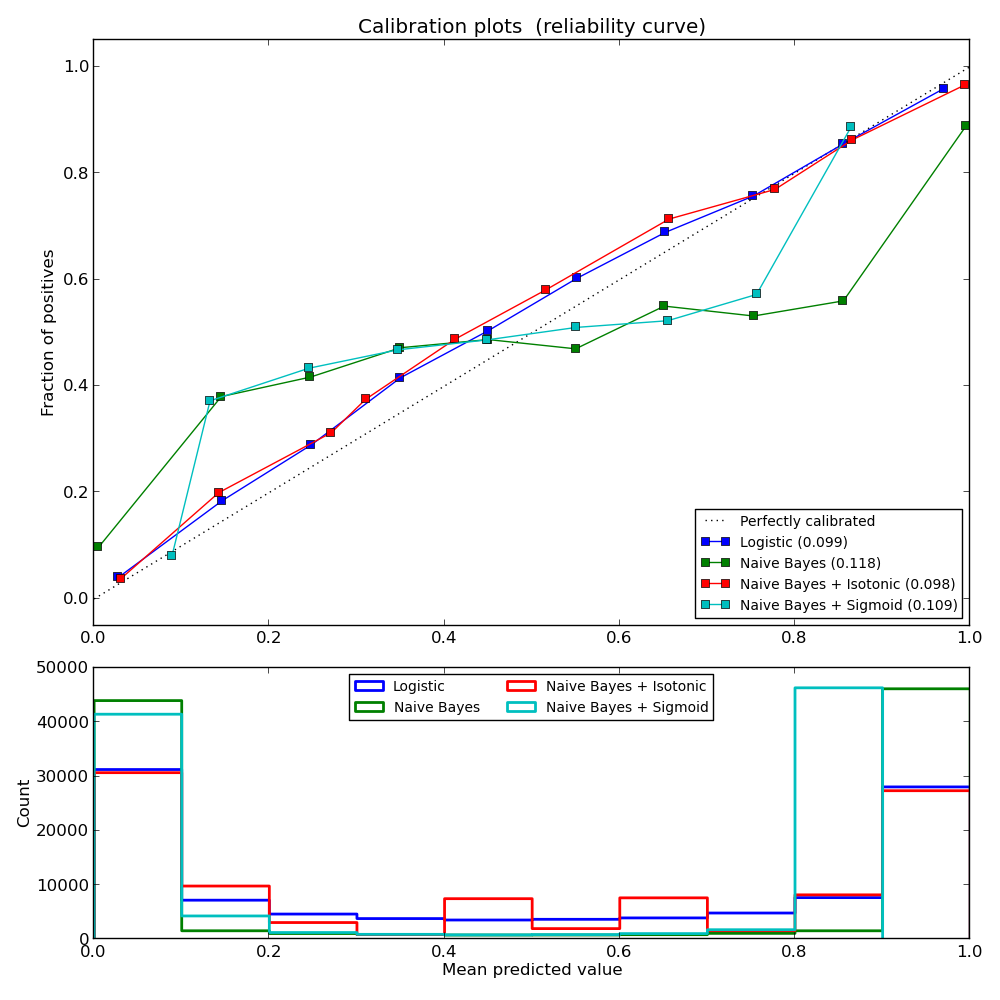 Calibration plots  (reliability curve)
1.0
0.8
0.6
0.4
0.2
0.0
Fraction of positives
Perfectly calibrated
Logistic (0.099)
Naive Bayes (0.118)
Naive Bayes + Isotonic (0.098)
Naive Bayes + Sigmoid (0.109)
0.0 0.2 0.4 0.6 0.8 1.0
50000
40000
30000
20000
10000
0
Count
Logistic Naive Bayes + Isotonic
Naive Bayes Naive Bayes + Sigmoid
0.0 0.2 0.4 0.6 0.8 1.0
Mean predicted value